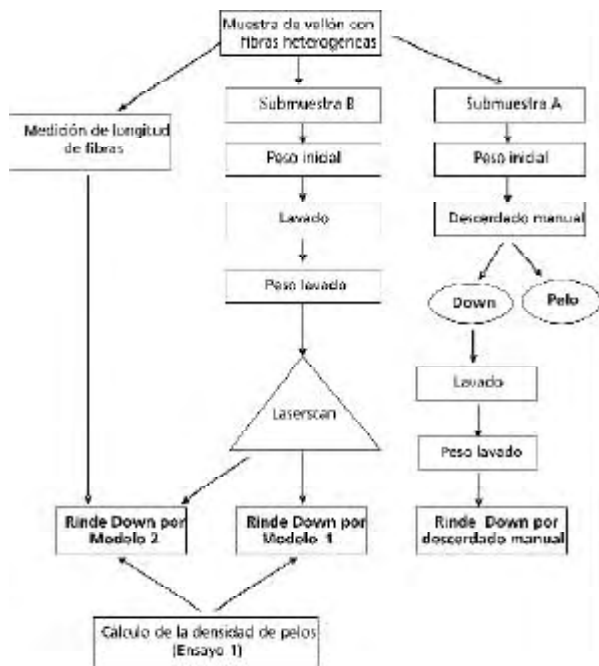 Muestra de vellón con
fibras heterogéneas
Submuestra B
Submuestra A
Medición de longitud
de fibras
Peso inicial
Peso inicial
Lavado
Descerdado manual
Peso lavado
Down
Pelo
Laserscan
Lavado
Peso lavado
Rinde Down por
Modelo 2
Rinde Down por
Modelo 1
Rinde Down por
descerdado manual
Cálculo de la densidad de pelos
(Ensayo 1)